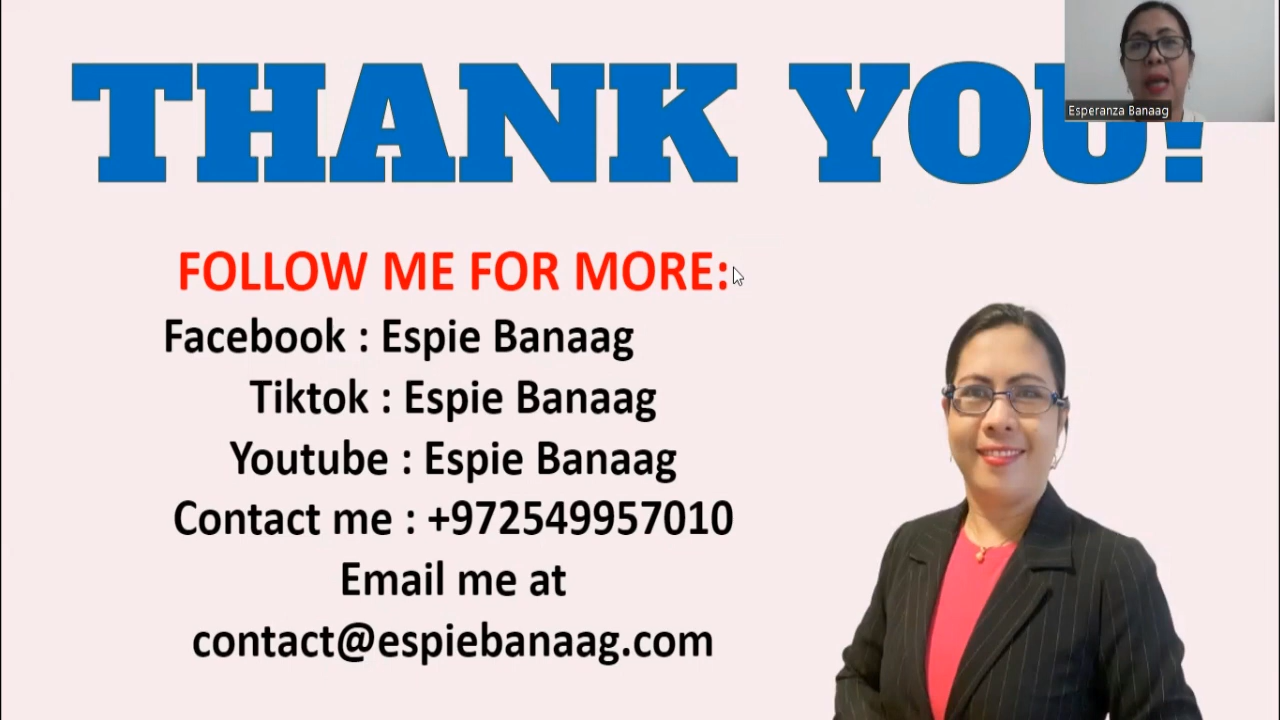 THANK YOU!
Esperanza Banaag
FOLLOW ME FOR MORE:
Facebook : Espie Banaag
Tiktok : Espie Banaag
Youtube : Espie Banaag
Contact me : +972549957010
Email me at
contact@espiebanaag.com